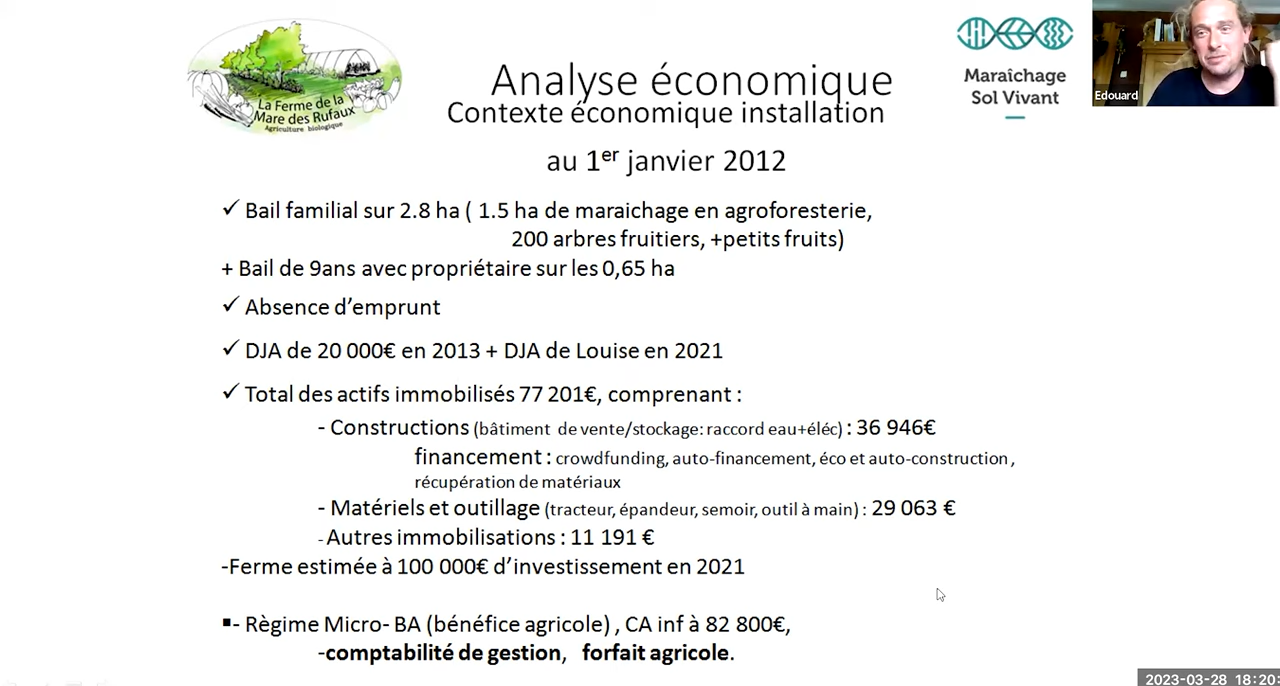 La Ferme de la
Mare des Rufaux
Agriculture biologique
Analyse économique
Contexte économique installation
au 1er janvier 2012
Maraîchage
Sol Vivant
Edouard
✓ Bail familial sur 2.8 ha ( 1.5 ha de maraichage en agroforesterie,
200 arbres fruitiers, +petits fruits)
+ Bail de 9ans avec propriétaire sur les 0,65 ha
✓ Absence d’emprunt
✓ DJA de 20 000€ en 2013 + DJA de Louise en 2021
✓ Total des actifs immobilisés 77 201€, comprenant :
- Constructions (bâtiment de vente/stockage: raccord eau+éléc) : 36 946€
financement : crowdfunding, auto-financement, éco et auto-construction ,
récupération de matériaux
- Matériels et outillage (tracteur, épandeur, semoir, outil à main) : 29 063 €
- Autres immobilisations : 11 191 €
-Ferme estimée à 100 000€ d’investissement en 2021
▪- Règime Micro- BA (bénéfice agricole) , CA inf à 82 800€,
-comptabilité de gestion, forfait agricole.
2023-03-28 18:20: